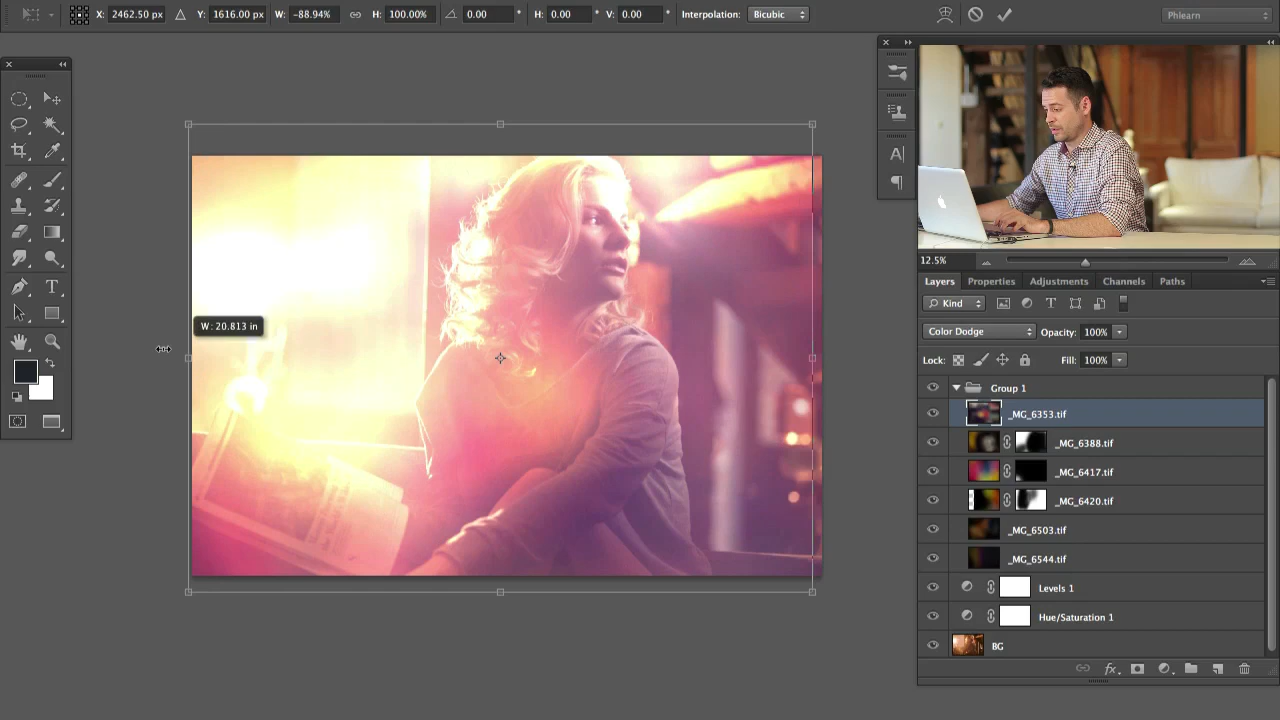 X: 2462.50 px Y: 1616.00 px W: -88.94% H: 100.00% 0.00 ° H: 0.00 ° V: 0.00 ° Interpolation: Bicubic Phlearn
W: 20.813 in
12.5%
Layers Properties Adjustments Channels Paths
Kind
Color Dodge Opacity: 100%
Lock: Fill: 100%
Group 1
_MG_6353.tif
_MG_6388.tif
_MG_6417.tif
_MG_6420.tif
_MG_6503.tif
_MG_6544.tif
Levels 1
Hue/Saturation 1
BG